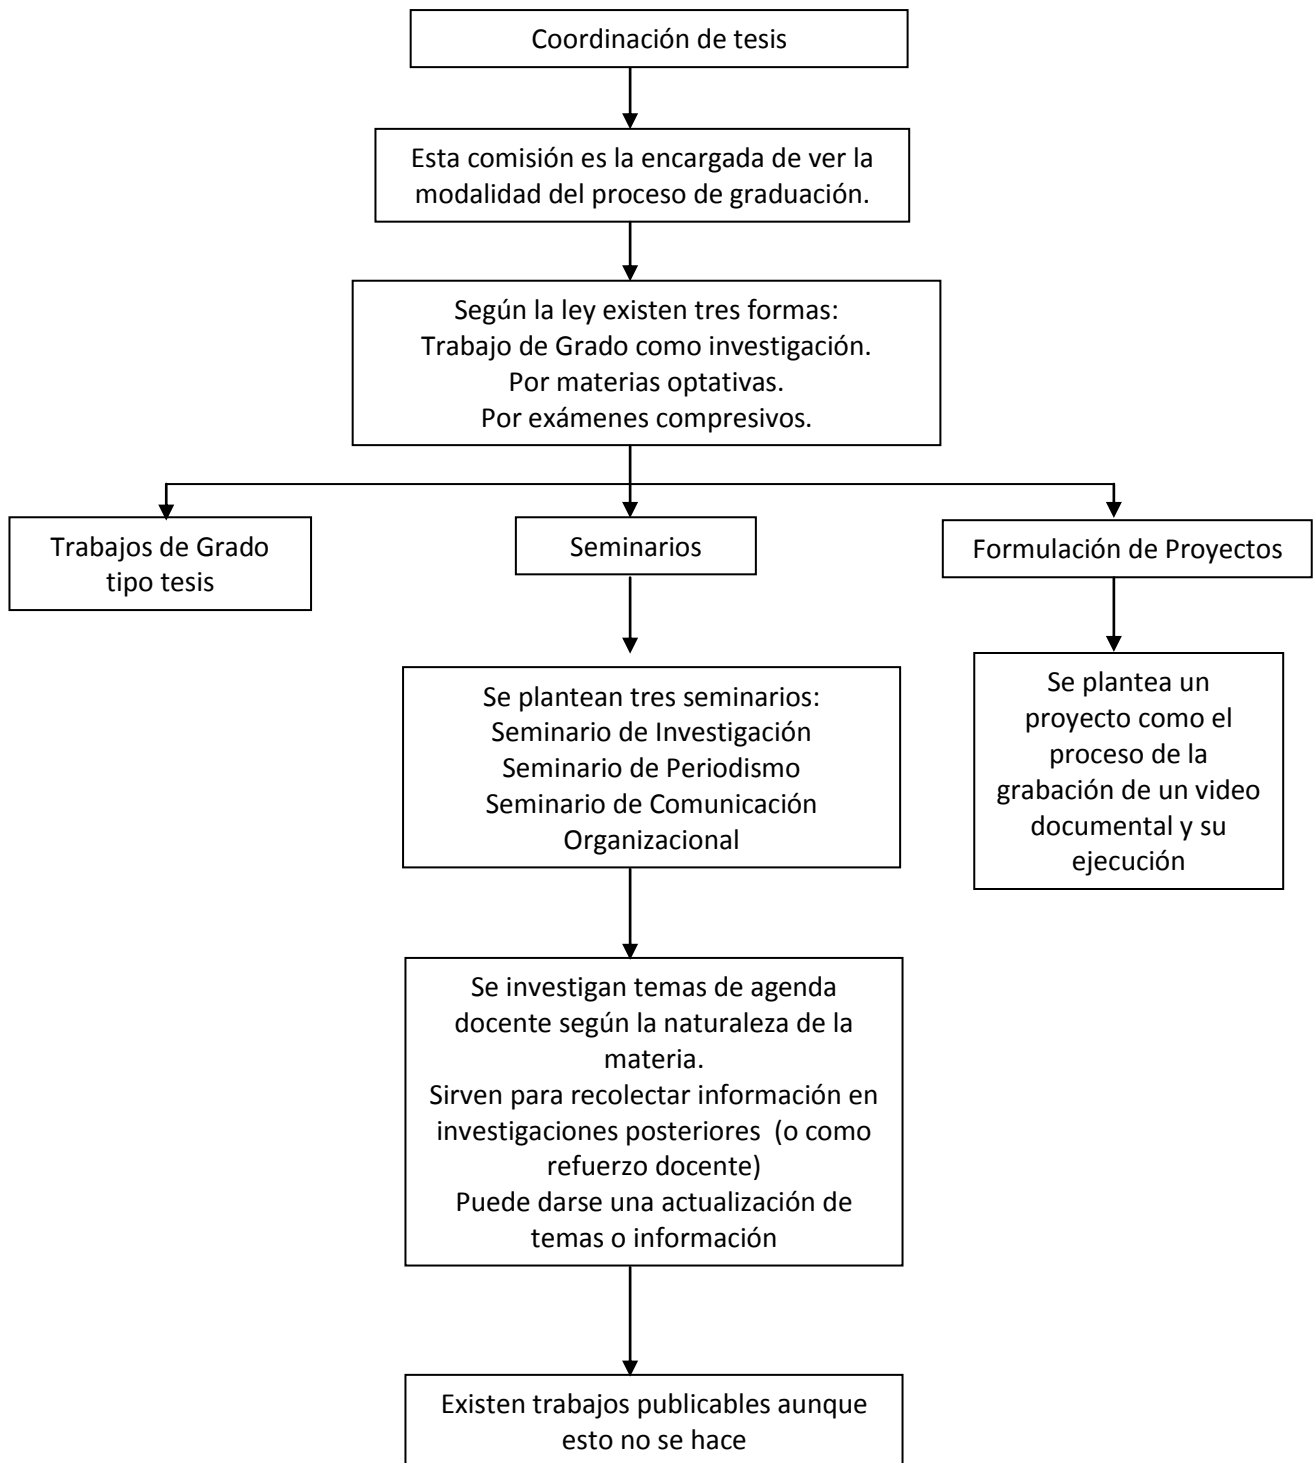 Coordinación de tesis
Esta comisión es la encargada de ver la
modalidad del proceso de graduación.
Según la ley existen tres formas:
Trabajo de Grado como investigación.
Por materias optativas.
Por exámenes compresivos.
Trabajos de Grado
tipo tesis
Seminarios
Formulación de Proyectos
Se plantean tres seminarios:
Seminario de Investigación
Seminario de Periodismo
Seminario de Comunicación
Organizacional
Se plantea un
proyecto como el
proceso de la
grabación de un video
documental y su
ejecución
Se investigan temas de agenda
docente según la naturaleza de la
materia.
Sirven para recolectar información en
investigaciones posteriores  (o como
refuerzo docente)
Puede darse una actualización de
temas o información
Existen trabajos publicables aunque
esto no se hace